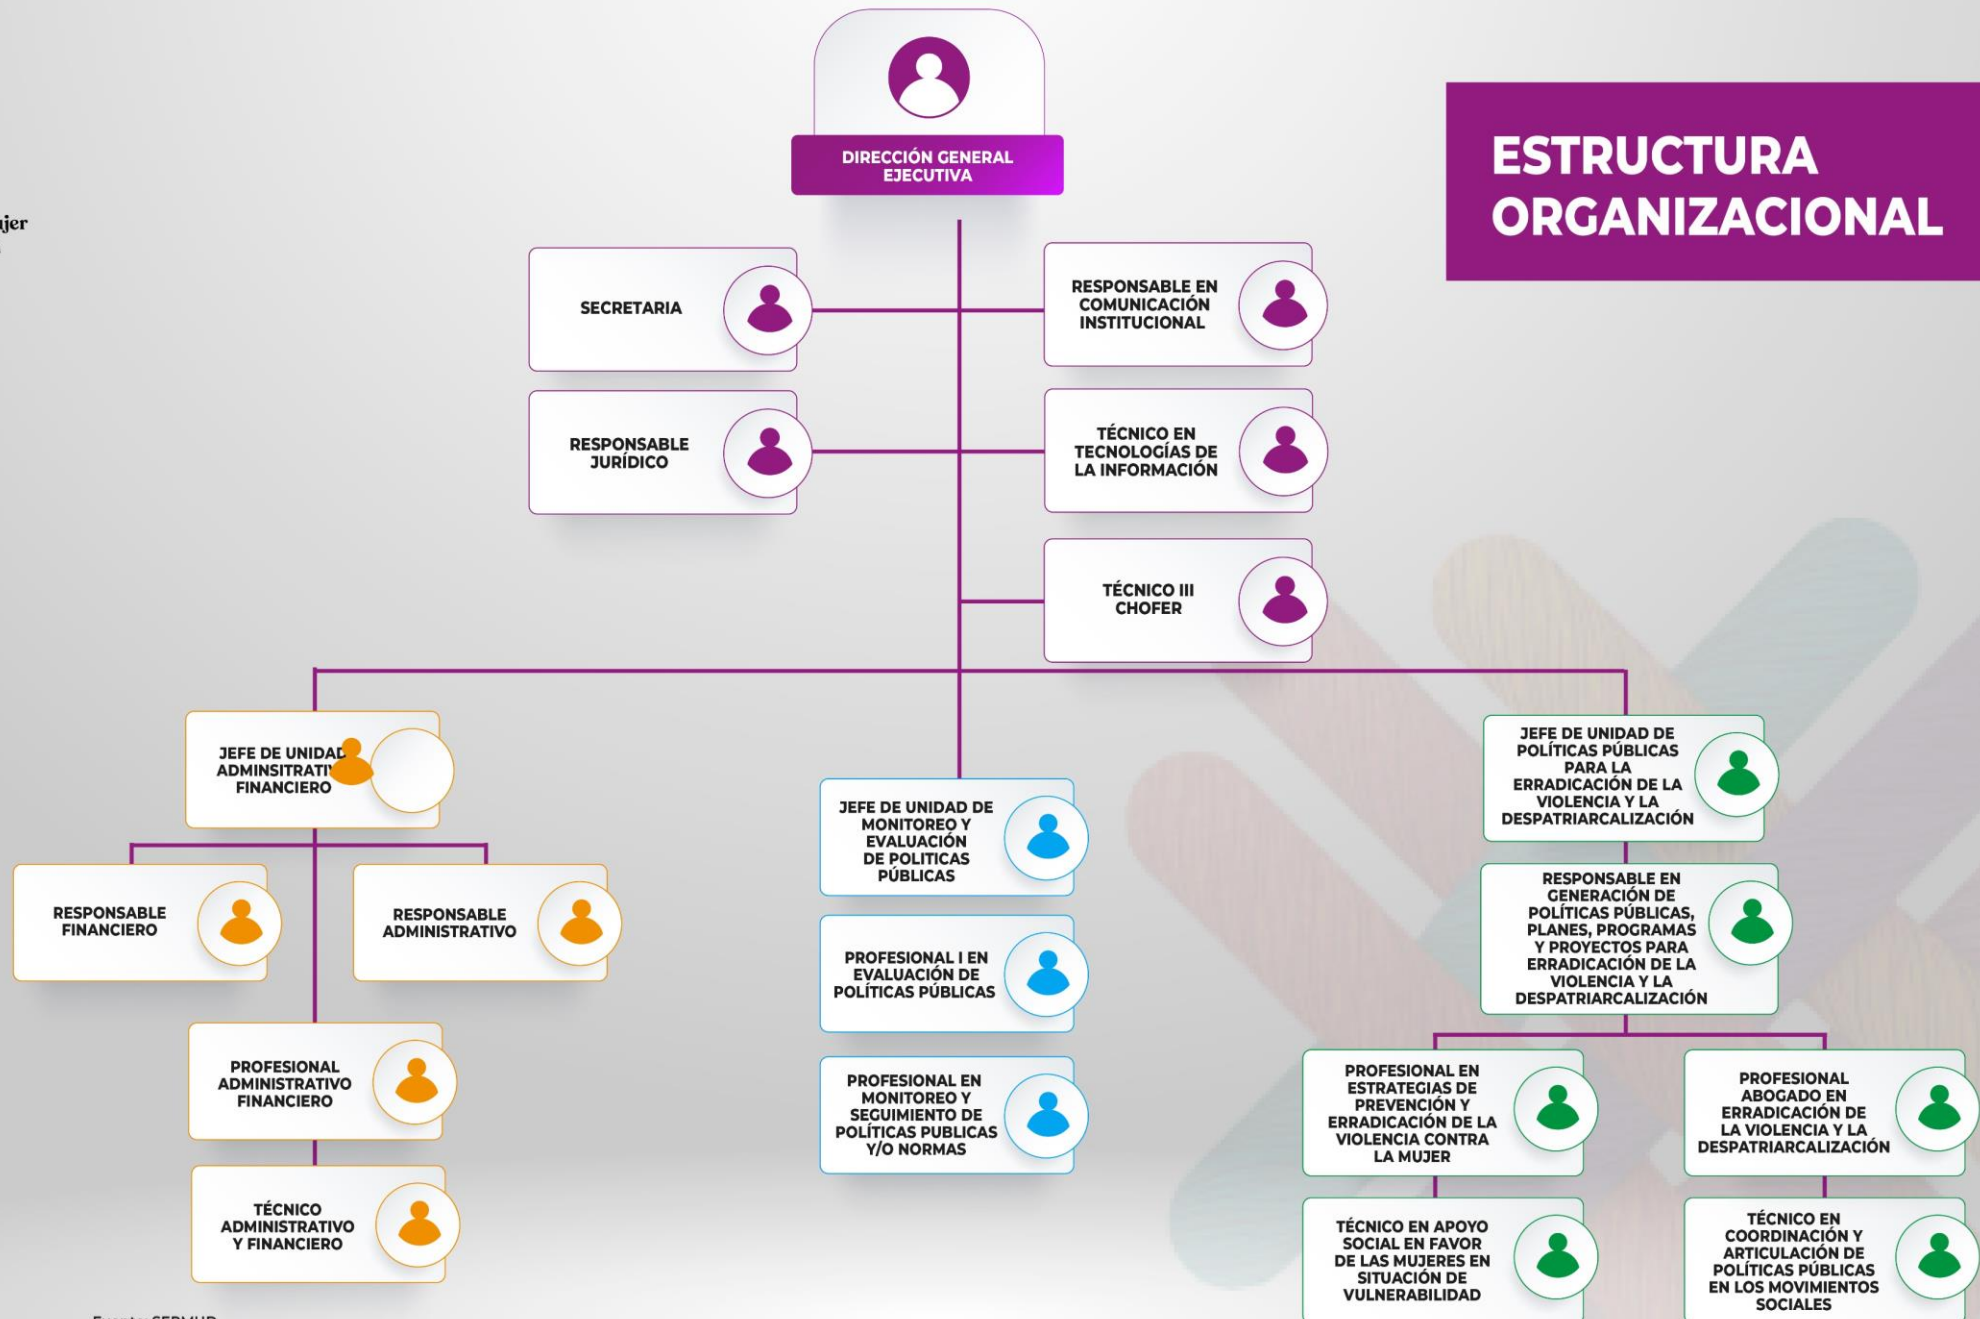 DIRECCIÓN GENERAL
EJECUTIVA
ESTRUCTURA
ORGANIZACIONAL
SECRETARIA
RESPONSABLE EN
COMUNICACIÓN
INSTITUCIONAL
RESPONSABLE
JURÍDICO
TÉCNICO EN
TECNOLOGÍAS DE
LA INFORMACIÓN
TÉCNICO III
CHOFER
JEFE DE UNIDAD
FINANCIERO
RESPONSABLE
FINANCIERO
RESPONSABLE
ADMINISTRATIVO
PROFESIONAL
ADMINISTRATIVO
FINANCIERO
TÉCNICO
ADMINISTRATIVO
Y FINANCIERO
JEFE DE UNIDAD DE
MONITOREO Y
EVALUACIÓN
DE POLITICAS
PÚBLICAS
PROFESIONAL I EN
EVALUACIÓN DE
POLÍTICAS PÚBLICAS
PROFESIONAL EN
MONITOREO Y
SEGUIMIENTO DE
POLÍTICAS PUBLICAS
Y/O NORMAS
JEFE DE UNIDAD DE
POLÍTICAS PÚBLICAS
PARA LA
ERRADICACIÓN DE LA
VIOLENCIA Y LA
DESPATRIARCALIZACIÓN
RESPONSABLE EN
GENERACIÓN DE
POLÍTICAS PÚBLICAS,
PLANES, PROGRAMAS
Y PROYECTOS PARA
ERRADICACIÓN DE LA
VIOLENCIA Y LA
DESPATRIARCALIZACIÓN
PROFESIONAL EN
ESTRATEGIAS DE
PREVENCIÓN Y
ERRADICACIÓN DE LA
VIOLENCIA CONTRA
LA MUJER
PROFESIONAL
ABOGADO EN
ERRADICACIÓN DE
LA VIOLENCIA Y LA
DESPATRIARCALIZACIÓN
TÉCNICO EN APOYO
SOCIAL EN FAVOR
DE LAS MUJERES EN
SITUACIÓN DE
VULNERABILIDAD
TÉCNICO EN
COORDINACIÓN Y
ARTICULACIÓN DE
POLÍTICAS PÚBLICAS
EN LOS MOVIMIENTOS
SOCIALES